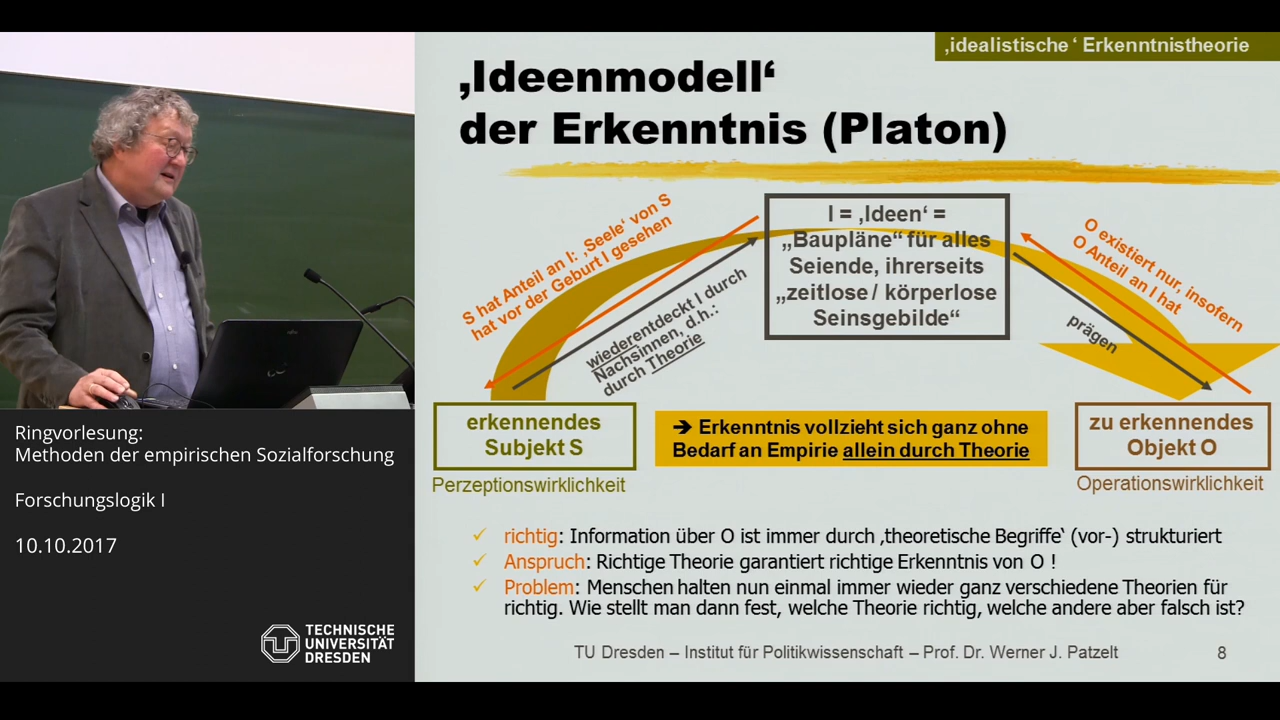 ‚idealistische‘ Erkenntnistheorie
‚Ideenmodell‘
der Erkenntnis (Platon)
S hat Anteil an I: ‚Seele‘ von S
hat vor der Geburt I gesehen
wiederentdeckt I durch
Nachsinnen, d.h.:
durch Theorie
I = ‚Ideen‘ =
„Baupläne“ für alles
Seiende, ihrerseits
„zeitlose / körperlose
Seinsgebilde“
O existiert nur, insofern
O Anteil an I hat
prägen
erkennendes
Subjekt S
Perzeptionswirklichkeit
➔ Erkenntnis vollzieht sich ganz ohne
Bedarf an Empirie allein durch Theorie
zu erkennendes
Objekt O
Operationswirklichkeit
✓ richtig: Information über O ist immer durch ‚theoretische Begriffe‘ (vor-) strukturiert
✓ Anspruch: Richtige Theorie garantiert richtige Erkenntnis von O !
✓ Problem: Menschen halten nun einmal immer wieder ganz verschiedene Theorien für
richtig. Wie stellt man dann fest, welche Theorie richtig, welche andere aber falsch ist?
TU Dresden – Institut für Politikwissenschaft – Prof. Dr. Werner J. Patzelt
8
Ringvorlesung:
Methoden der empirischen Sozialforschung
Forschungslogik I
10.10.2017
TECHNISCHE
UNIVERSITÄT
DRESDEN